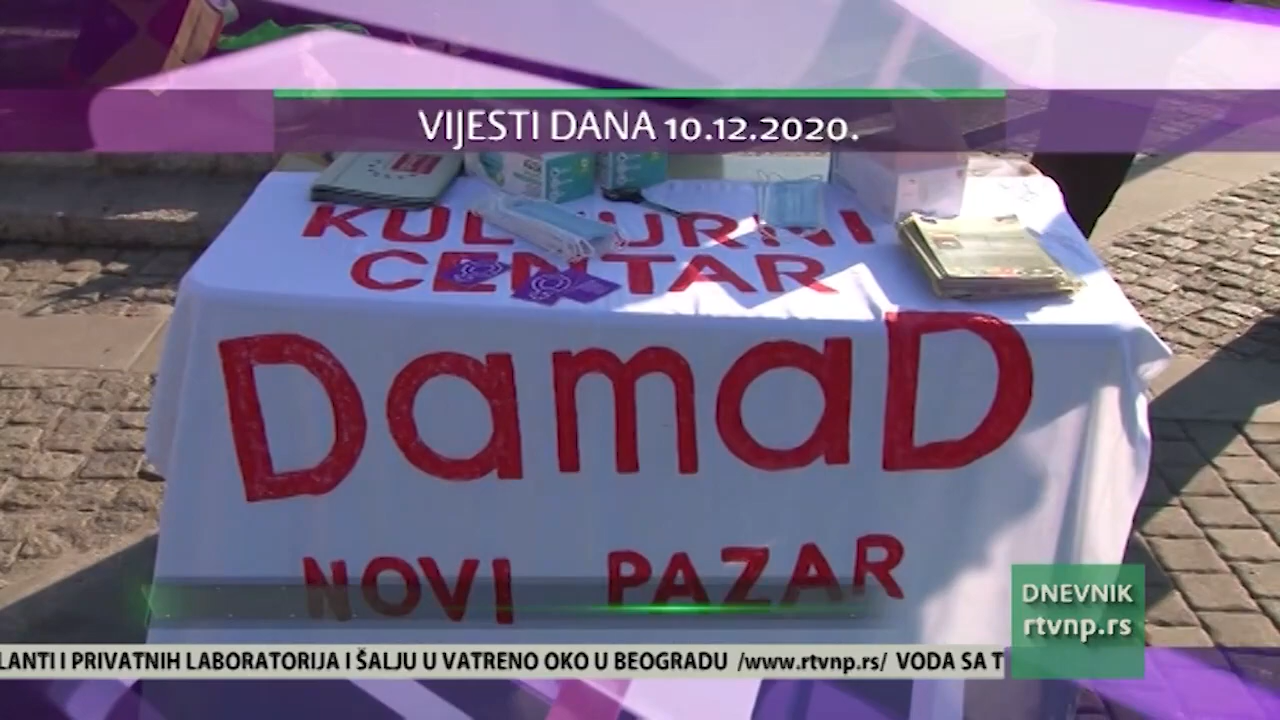 VIJESTI DANA 10.12.2020.
KULTURNI
CENTAR
DamaD
NOVI PAZAR
DNEVNIK
rtvnp.rs
LANTI I PRIVATNIH LABORATORIJA I ŠALJU U VATRENO OKO U BEOGRADU /www.rtvnp.rs/ VODA SA T